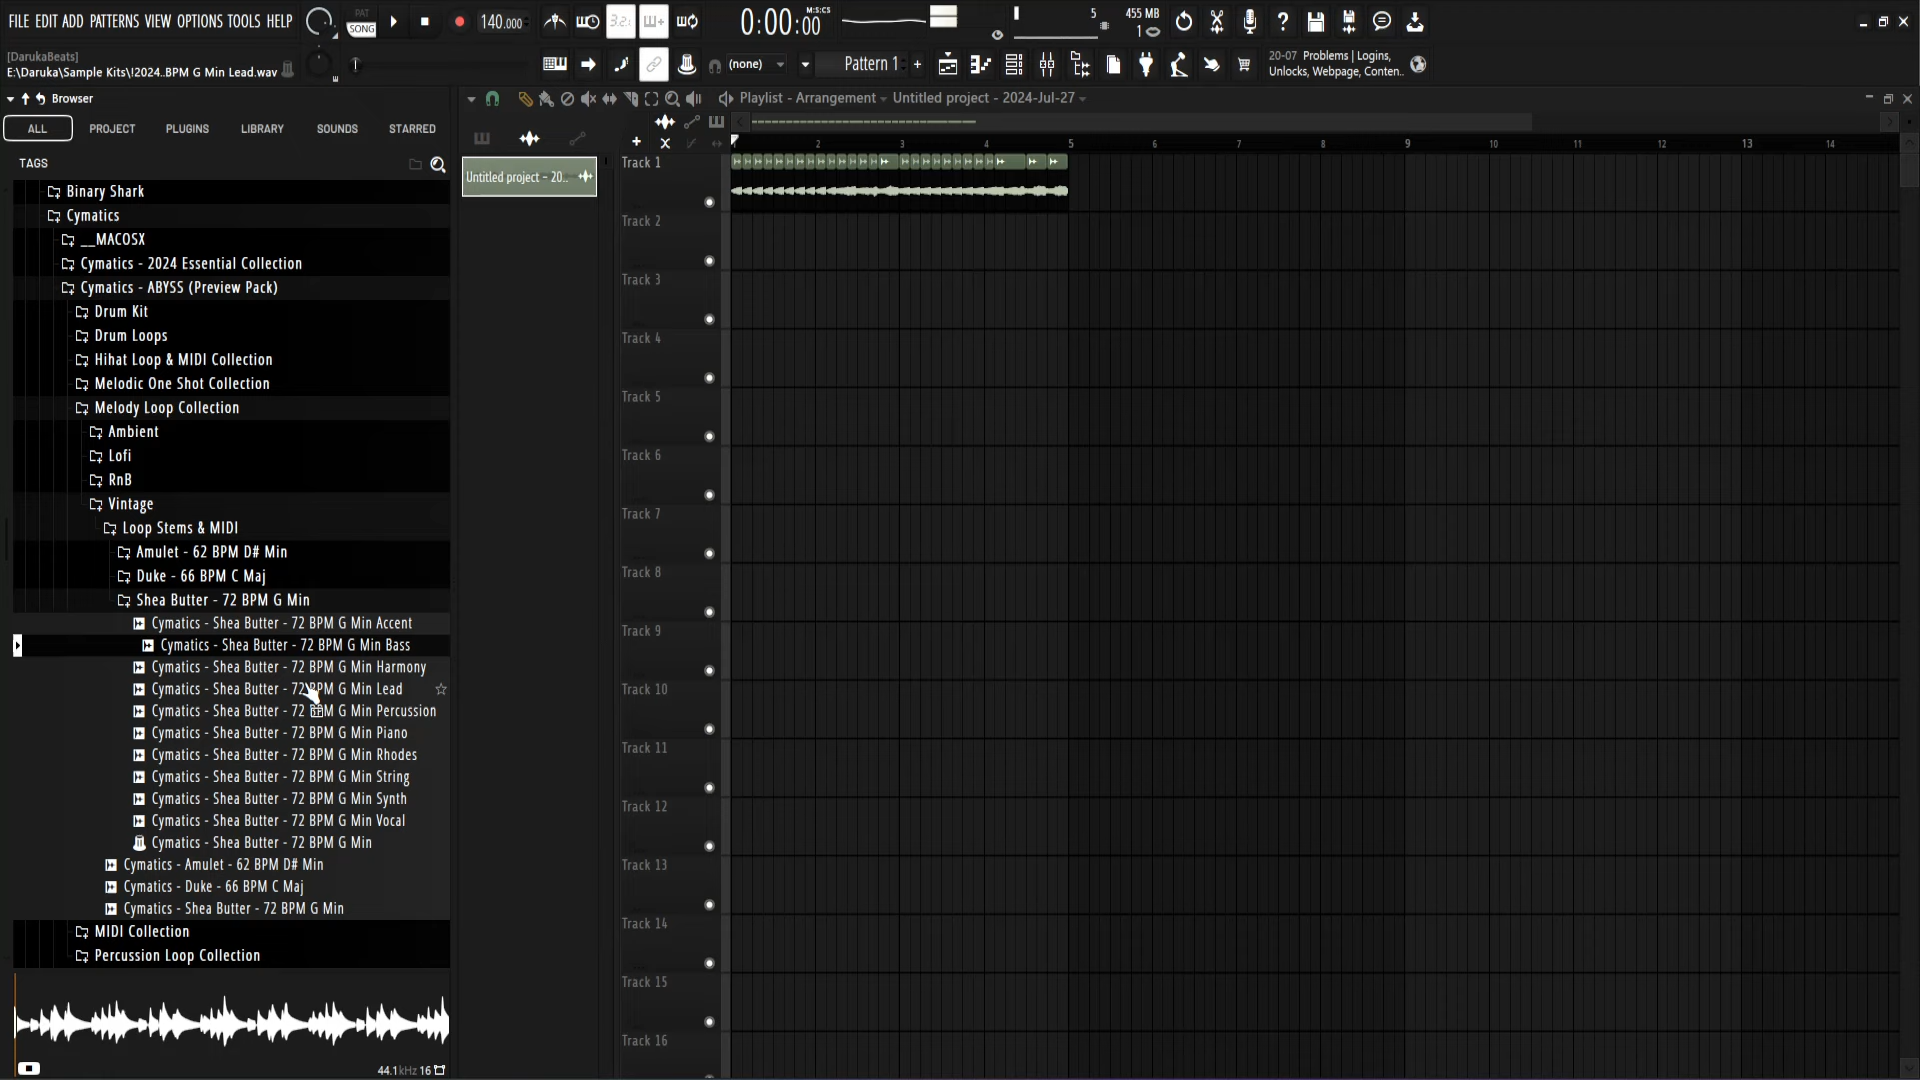 FILE EDIT ADD PATTERNS VIEW OPTIONS TOOLS HELP
PAT
SONG
140.000
3.2.
0:00:00
M:S:CS
5
455 MB
1
[DarukaBeats]
E:\Daruka\Sample Kits\!2024..BPM G Min Lead.wav
(none)
Pattern 1
20-07 Problems | Logins,
Unlocks, Webpage, Conten..
Browser
Playlist - Arrangement
Untitled project - 2024-Jul-27
ALL
PROJECT
PLUGINS
LIBRARY
SOUNDS
STARRED
TAGS
Binary Shark
Cymatics
__MACOSX
Cymatics - 2024 Essential Collection
Cymatics - ABYSS (Preview Pack)
Drum Kit
Drum Loops
Hihat Loop & MIDI Collection
Melodic One Shot Collection
Melody Loop Collection
Ambient
Lofi
RnB
Vintage
Loop Stems & MIDI
Amulet - 62 BPM D# Min
Duke - 66 BPM C Maj
Shea Butter - 72 BPM G Min
Cymatics - Shea Butter - 72 BPM G Min Accent
Cymatics - Shea Butter - 72 BPM G Min Bass
Cymatics - Shea Butter - 72 BPM G Min Harmony
Cymatics - Shea Butter - 72 BPM G Min Lead
Cymatics - Shea Butter - 72 BPM G Min Percussion
Cymatics - Shea Butter - 72 BPM G Min Piano
Cymatics - Shea Butter - 72 BPM G Min Rhodes
Cymatics - Shea Butter - 72 BPM G Min String
Cymatics - Shea Butter - 72 BPM G Min Synth
Cymatics - Shea Butter - 72 BPM G Min Vocal
Cymatics - Shea Butter - 72 BPM G Min
Cymatics - Amulet - 62 BPM D# Min
Cymatics - Duke - 66 BPM C Maj
Cymatics - Shea Butter - 72 BPM G Min
MIDI Collection
Percussion Loop Collection
44.1kHz 16
Untitled project - 20..
2 3 4 5 6 7 8 9 10 11 12 13 14
Track 1
Track 2
Track 3
Track 4
Track 5
Track 6
Track 7
Track 8
Track 9
Track 10
Track 11
Track 12
Track 13
Track 14
Track 15
Track 16